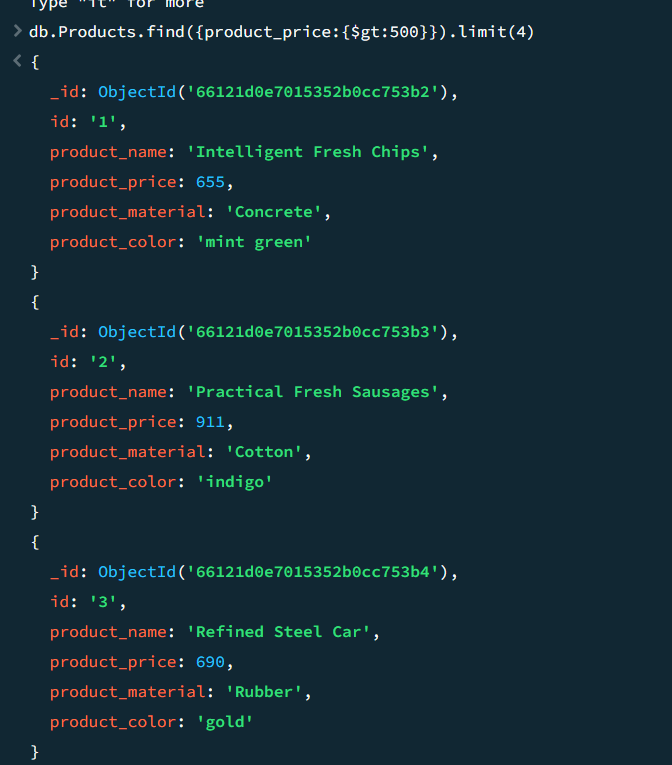 Type "it" for more
db.Products.find({product_price:{$gt:500}}).limit(4)
{
_id: ObjectId('66121d0e7015352b0cc753b2'),
id: '1',
product_name: 'Intelligent Fresh Chips',
product_price: 655,
product_material: 'Concrete',
product_color: 'mint green'
}
{
_id: ObjectId('66121d0e7015352b0cc753b3'),
id: '2',
product_name: 'Practical Fresh Sausages',
product_price: 911,
product_material: 'Cotton',
product_color: 'indigo'
}
{
_id: ObjectId('66121d0e7015352b0cc753b4'),
id: '3',
product_name: 'Refined Steel Car',
product_price: 690,
product_material: 'Rubber',
product_color: 'gold'
}